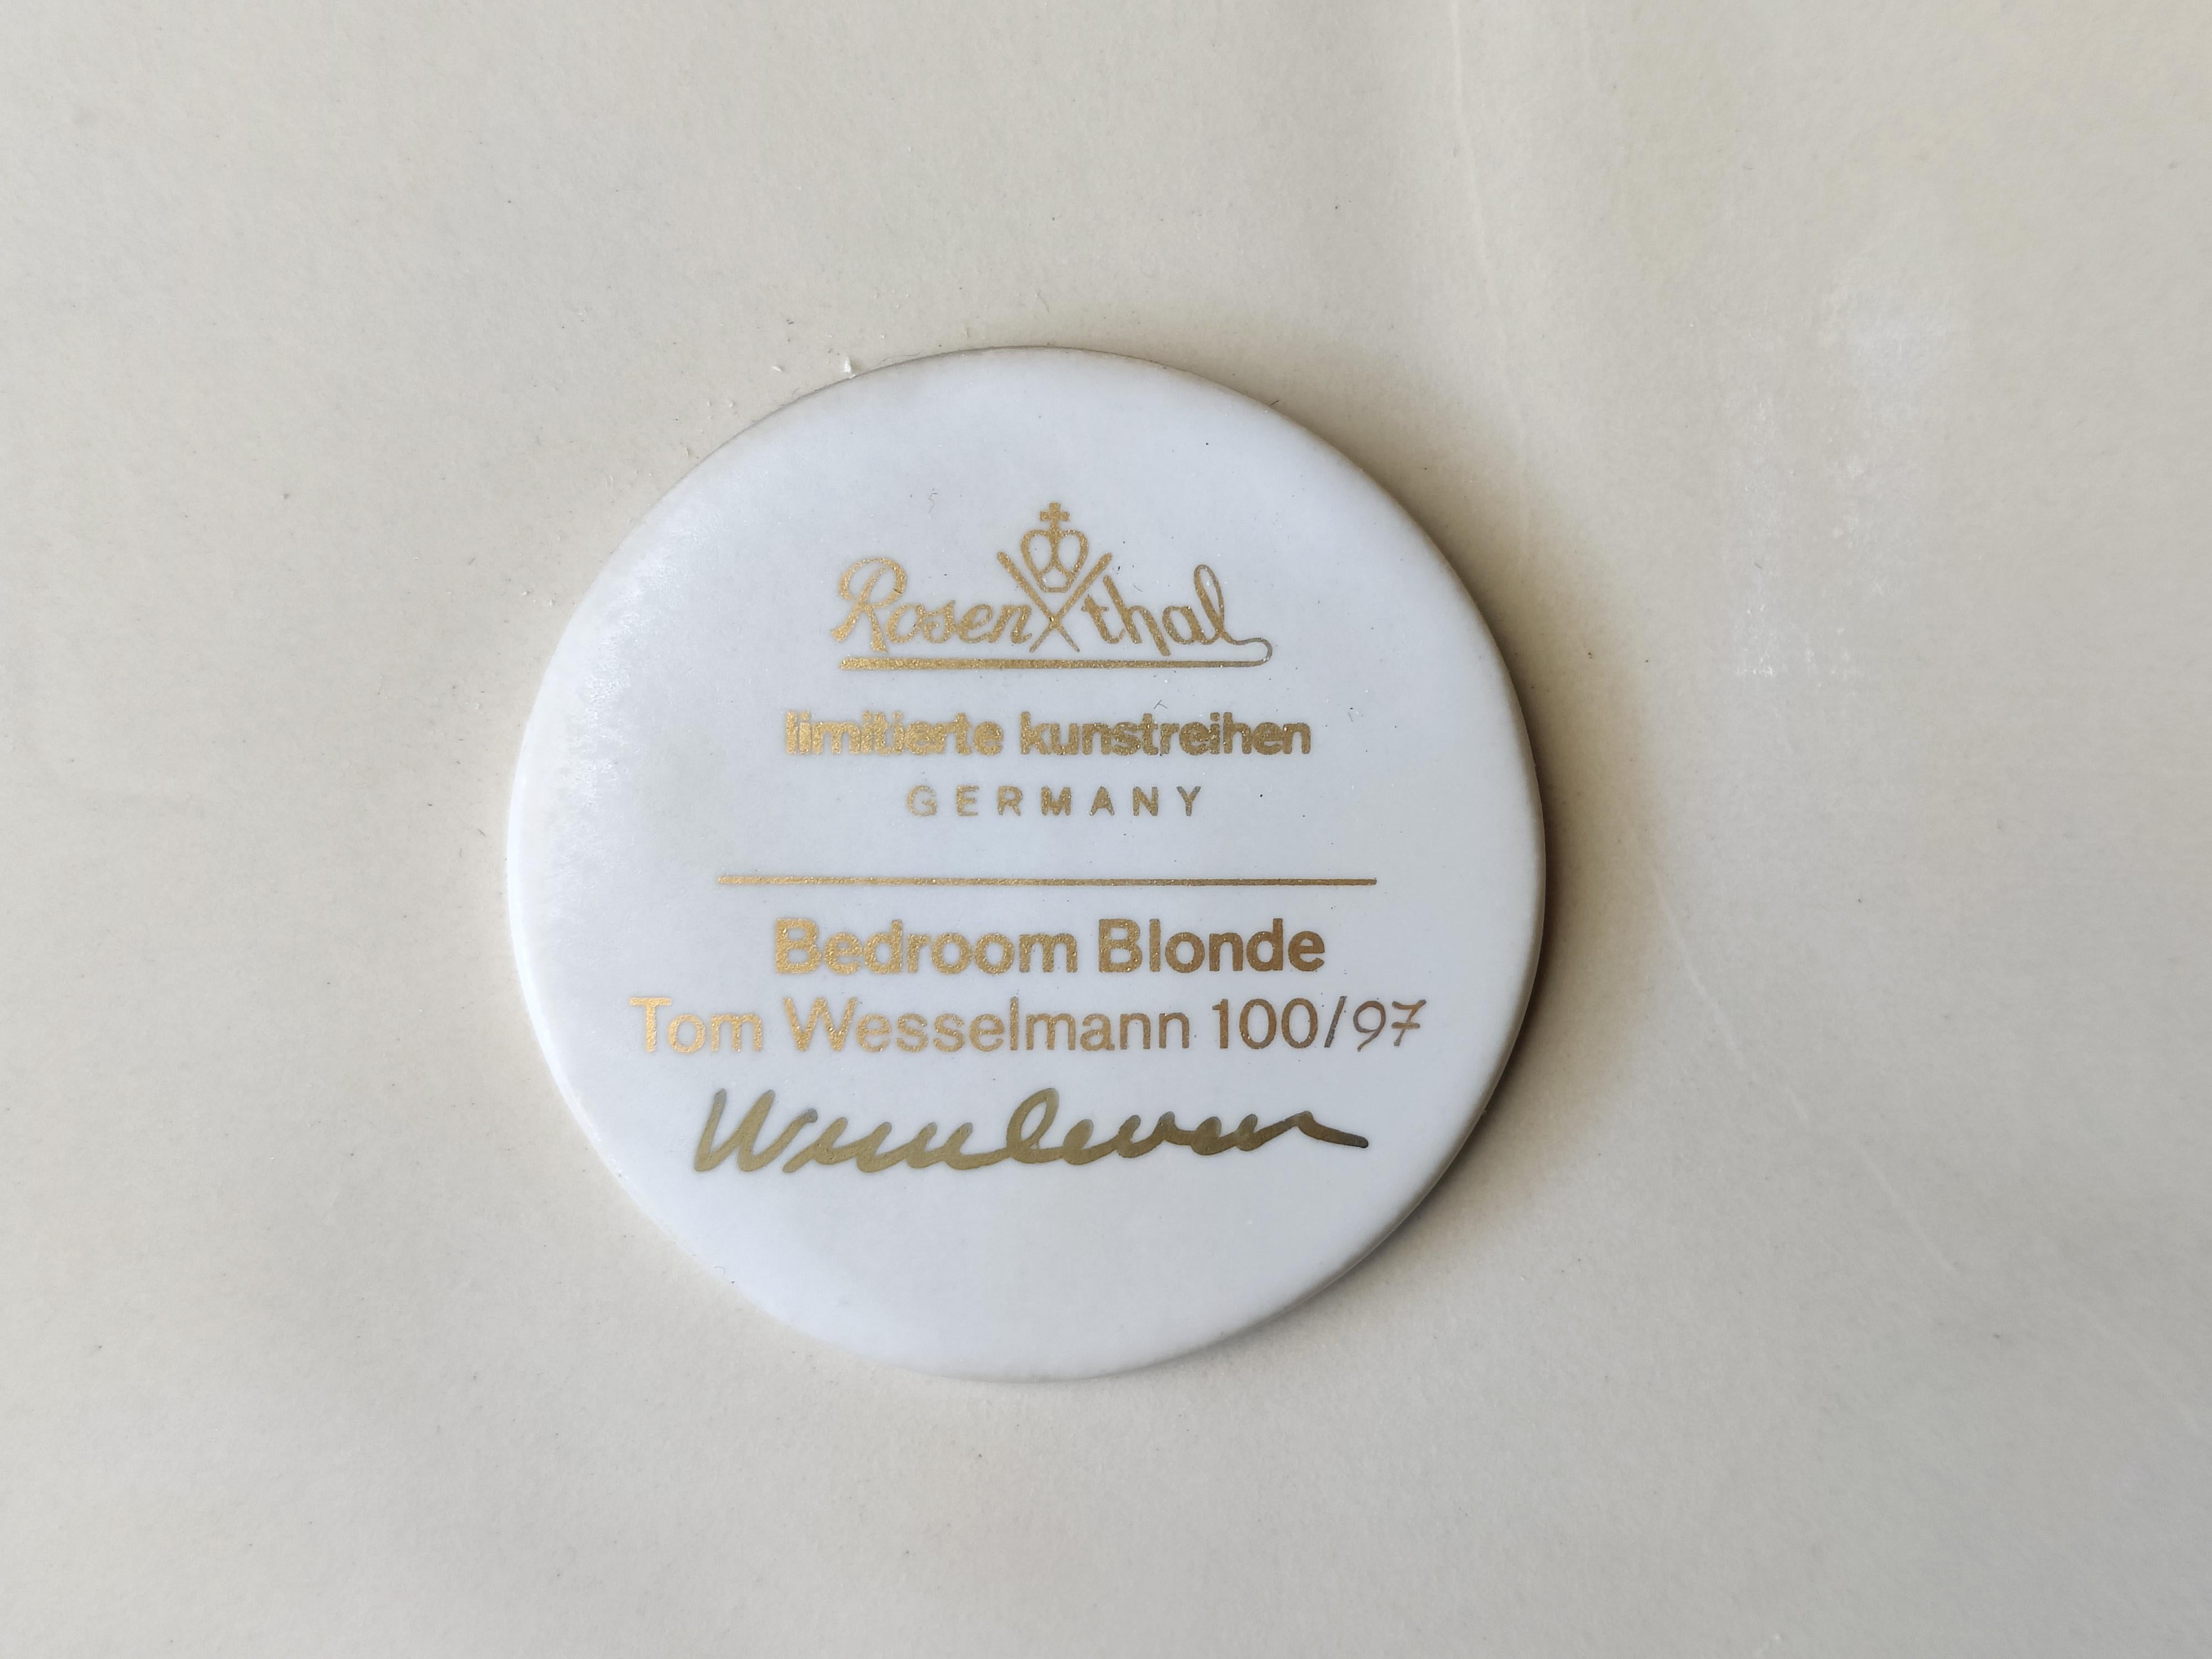 Rosenthal
limitierte kunstreihen
GERMANY
Bedroom Blonde
Tom Wesselmann 100/97